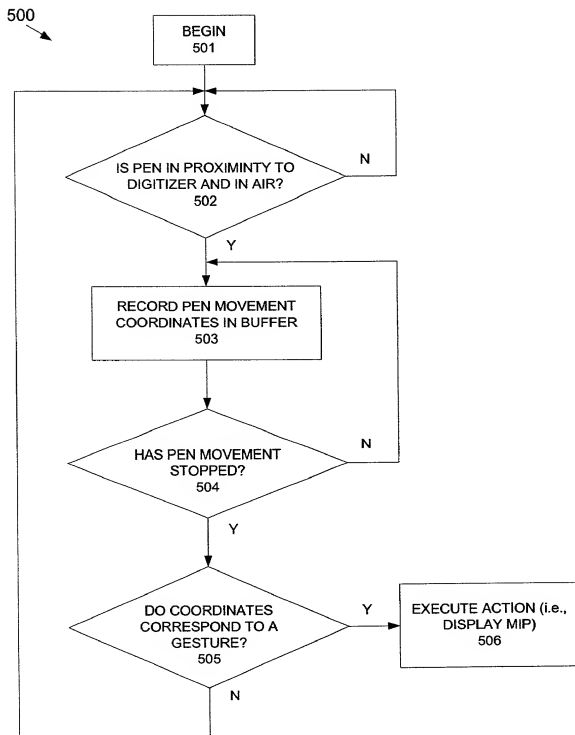 500
BEGIN
501
IS PEN IN PROXIMINTY TO
DIGITIZER AND IN AIR?
502
N
Y
RECORD PEN MOVEMENT
COORDINATES IN BUFFER
503
HAS PEN MOVEMENT
STOPPED?
504
N
Y
DO COORDINATES
CORRESPOND TO A
GESTURE?
505
Y
EXECUTE ACTION (i.e.,
DISPLAY MIP)
506
N